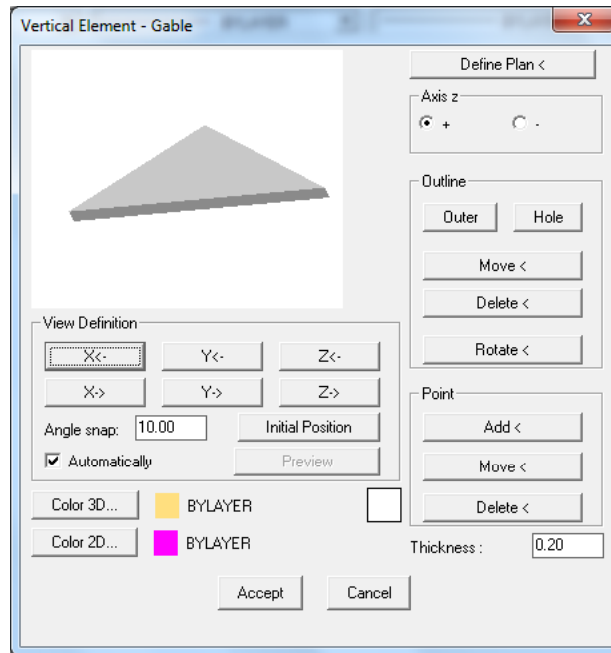 Vertical Element - Gable
Define Plan <
Axis z
+ -
Outline
Outer Hole
Move <
Delete <
Rotate <
View Definition
X<- Y<- Z<-
X-> Y-> Z->
Angle snap: 10.00 Initial Position
Automatically Preview
Point
Add <
Move <
Delete <
Color 3D... BYLAYER
Color 2D... BYLAYER
Thickness : 0.20
Accept Cancel